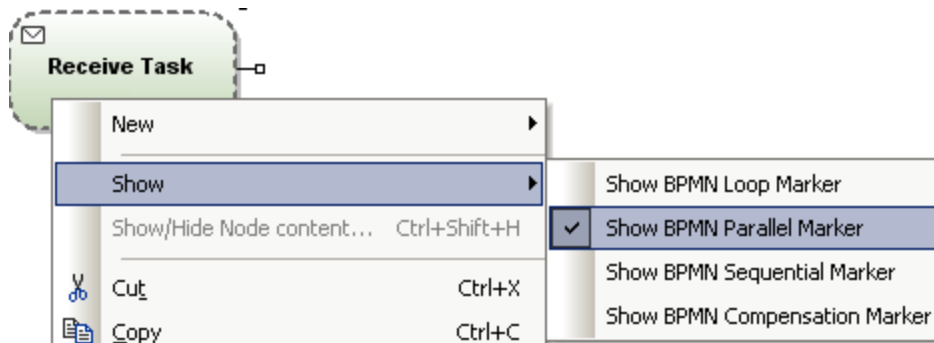 Receive Task
New
Show
Show/Hide Node content... Ctrl+Shift+H
Cut Ctrl+X
Copy Ctrl+C
Show BPMN Loop Marker
Show BPMN Parallel Marker
Show BPMN Sequential Marker
Show BPMN Compensation Marker